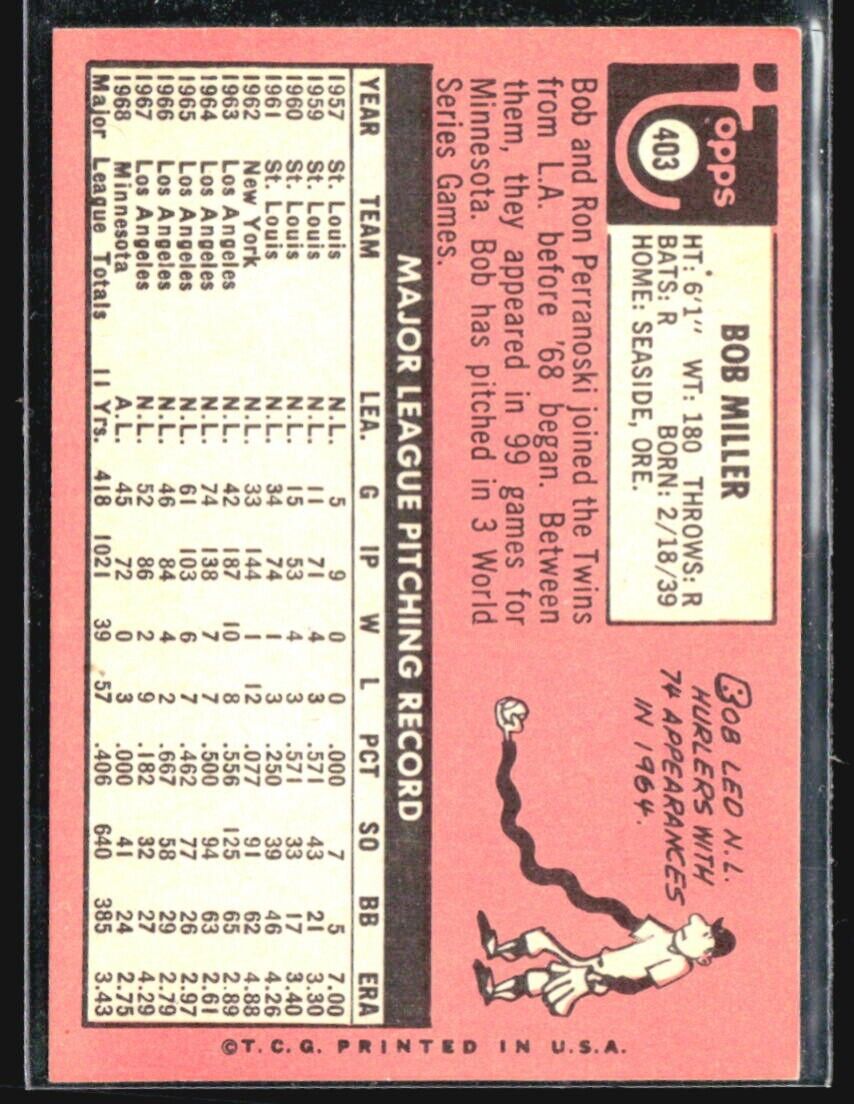 Topps
403
BOB MILLER
HT: 6'1" WT: 180 THROWS: R
BATS: R BORN: 2/18/39
HOME: SEASIDE, ORE.
Bob and Ron Perranoski joined the Twins
from L.A. before '68 began. Between
them, they appeared in 99 games for
Minnesota. Bob has pitched in 3 World
Series Games.
BOB LED N.L.
HURLERS WITH
74 APPEARANCES
IN 1964.
MAJOR LEAGUE PITCHING RECORD
YEAR TEAM LEA. G IP W L PCT SO BB ERA
1957 St. Louis N.L. 5 9 0 0 .000 7 5 7.00
1959 St. Louis N.L. 11 71 4 3 .571 43 21 3.30
1960 St. Louis N.L. 15 53 4 3 .571 33 17 3.40
1961 St. Louis N.L. 34 74 1 3 .250 39 46 4.26
1962 New York N.L. 33 144 1 12 .077 91 62 4.88
1963 Los Angeles N.L. 42 187 10 8 .556 125 65 2.89
1964 Los Angeles N.L. 74 138 7 7 .500 94 63 2.61
1965 Los Angeles N.L. 61 103 6 7 .462 77 26 2.97
1966 Los Angeles N.L. 46 84 4 2 .667 58 29 2.79
1967 Los Angeles N.L. 52 86 2 9 .182 32 27 4.29
1968 Minnesota A.L. 45 72 0 3 .000 41 24 2.75
Major League Totals 11 Yrs. 418 1021 39 57 .406 640 385 3.43
©T.C.G. PRINTED IN U.S.A.